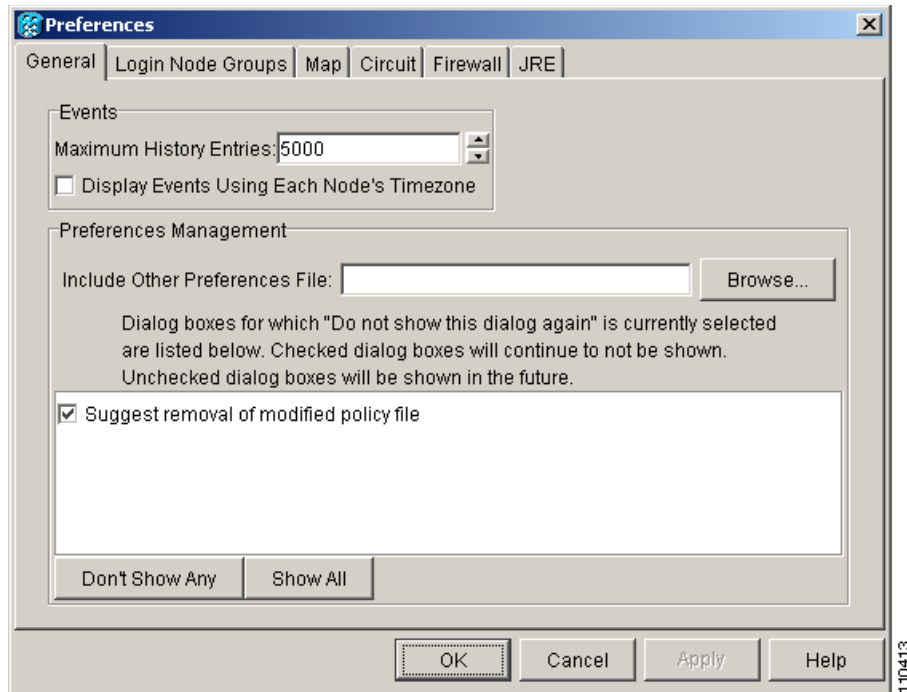 Preferences
General Login Node Groups Map Circuit Firewall JRE
Events
Maximum History Entries: 5000
Display Events Using Each Node's Timezone
Preferences Management
Include Other Preferences File: Browse...
Dialog boxes for which "Do not show this dialog again" is currently selected
are listed below. Checked dialog boxes will continue to not be shown.
Unchecked dialog boxes will be shown in the future.
Suggest removal of modified policy file
Don't Show Any Show All
OK Cancel Apply Help
110413